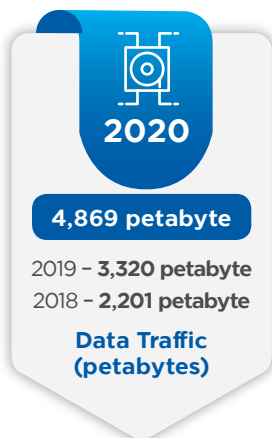 2020
4,869 petabyte
2019 – 3,320 petabyte
2018 – 2,201 petabyte
Data Traffic
(petabytes)